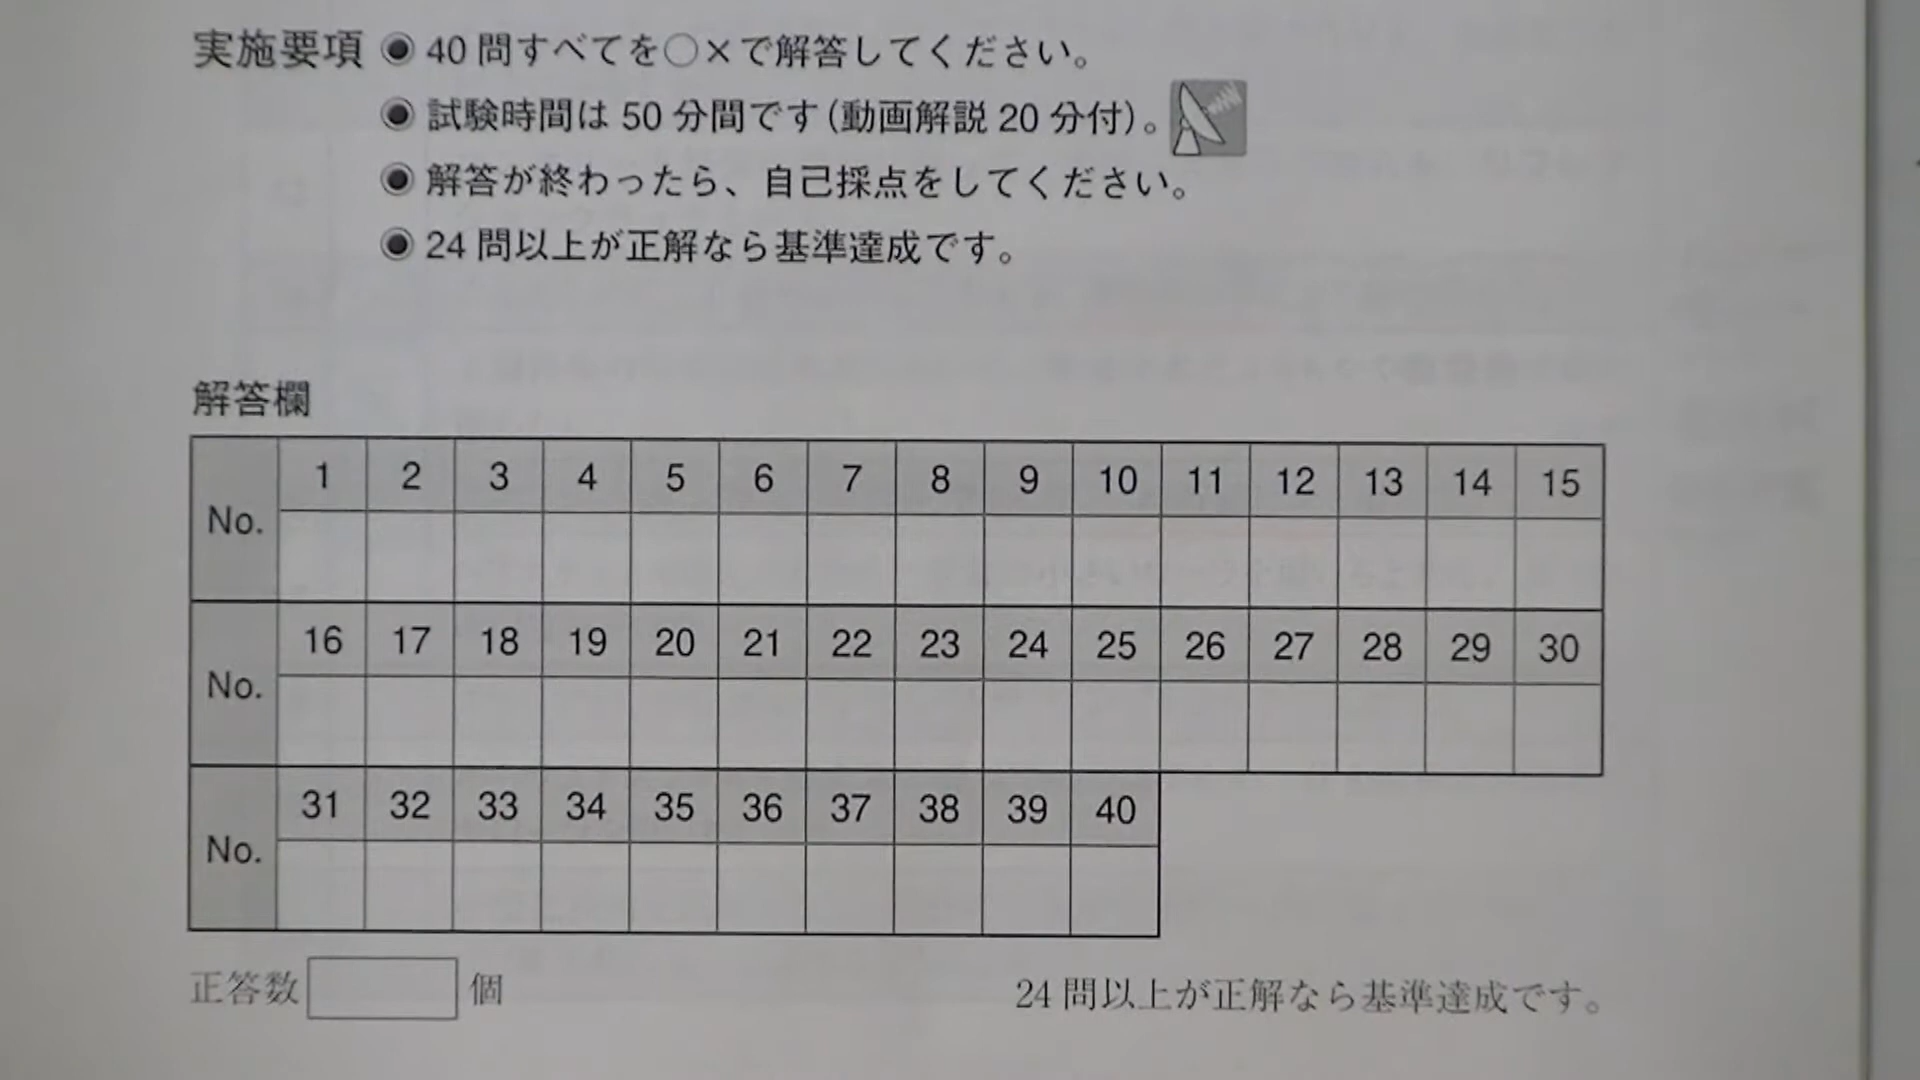 実施要項 ◉ 40問すべてを○×で解答してください。
◉ 試験時間は50分間です(動画解説20分付)。
◉ 解答が終わったら、自己採点をしてください。
◉ 24問以上が正解なら基準達成です。
解答欄
No. 1 2 3 4 5 6 7 8 9 10 11 12 13 14 15
No. 16 17 18 19 20 21 22 23 24 25 26 27 28 29 30
No. 31 32 33 34 35 36 37 38 39 40
正答数 個 24問以上が正解なら基準達成です。